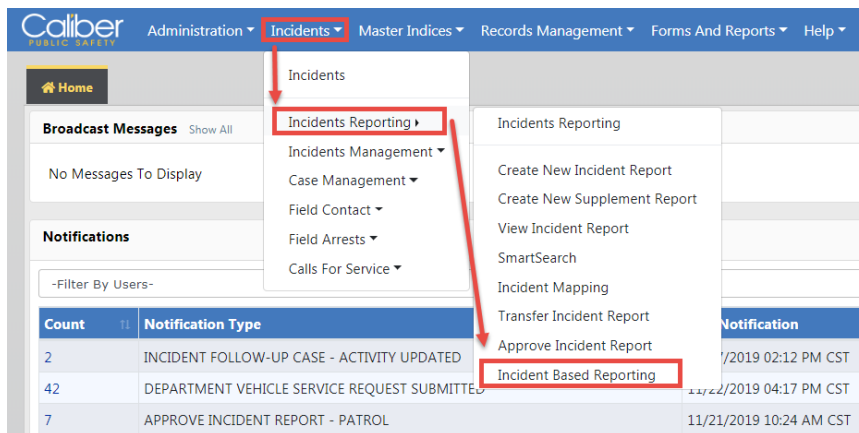 Caliber
PUBLIC SAFETY
Administration Incidents Master Indices Records Management Forms And Reports Help
Home
Incidents
Broadcast Messages Show All
Incidents Reporting
Incidents Reporting
Incidents Management
No Messages To Display
Create New Incident Report
Case Management
Create New Supplement Report
Field Contact
View Incident Report
Notifications
Field Arrests
SmartSearch
Calls For Service
-Filter By Users-
Incident Mapping
Transfer Incident Report
Count Notification Type Notification
Approve Incident Report
2 INCIDENT FOLLOW-UP CASE - ACTIVITY UPDATED /2019 02:12 PM CST
Incident Based Reporting
42 DEPARTMENT VEHICLE SERVICE REQUEST SUBMITTED 11/22/2019 04:17 PM CST
7 APPROVE INCIDENT REPORT - PATROL 11/21/2019 10:24 AM CST